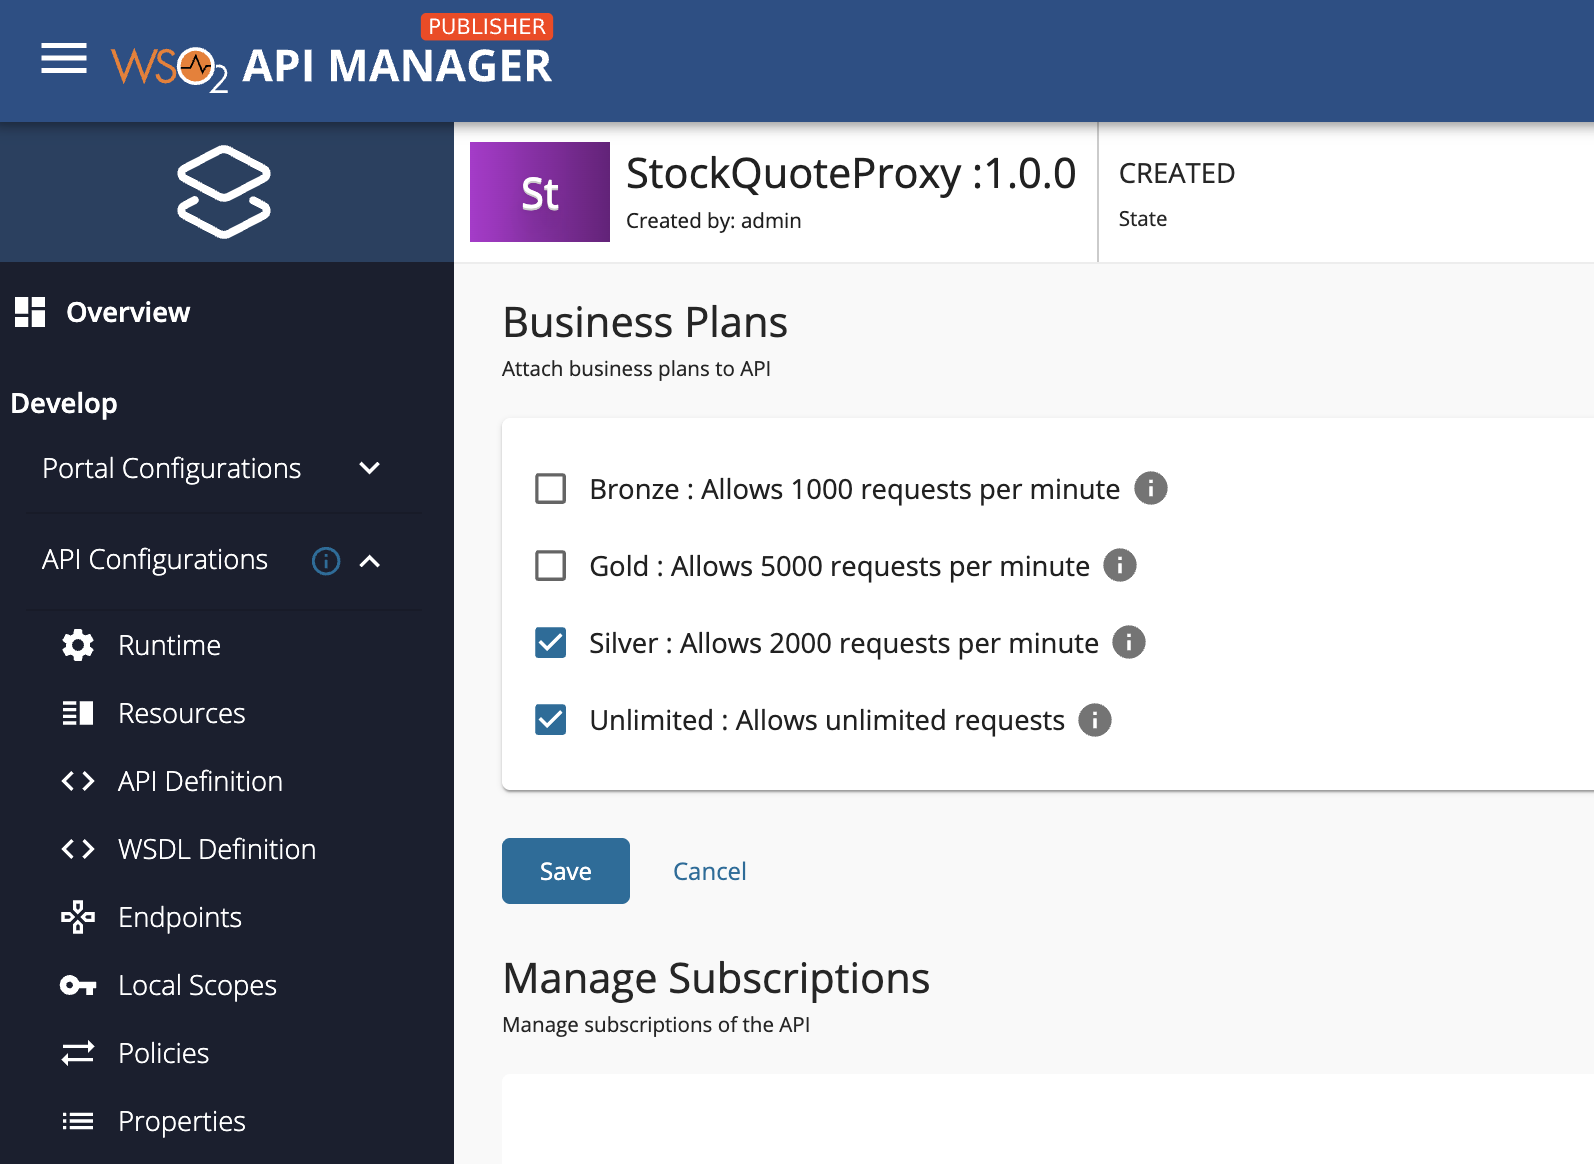 PUBLISHER
WSO2 API MANAGER
St
StockQuoteProxy :1.0.0
Created by: admin
CREATED
State
Overview
Develop
Portal Configurations
API Configurations
Runtime
Resources
API Definition
WSDL Definition
Endpoints
Local Scopes
Policies
Properties
Business Plans
Attach business plans to API
Bronze : Allows 1000 requests per minute
Gold : Allows 5000 requests per minute
Silver : Allows 2000 requests per minute
Unlimited : Allows unlimited requests
Save
Cancel
Manage Subscriptions
Manage subscriptions of the API